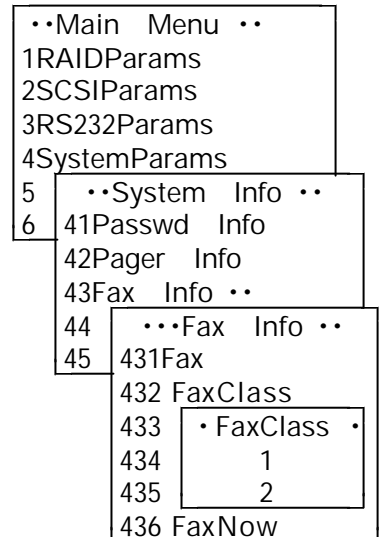 ··Main Menu ··
1RAIDParams
2SCSIParams
3RS232Params
4SystemParams
5 ··System Info ··
6 41Passwd Info
42Pager Info
43Fax Info ··
44 ···Fax Info ··
45 431Fax
432 FaxClass
433 ·FaxClass ·
434 1
435 2
436 FaxNow